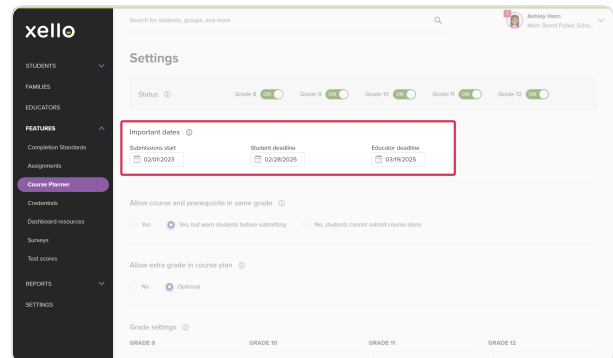 xello
Search for students, groups, and more
1
Ashley Horn
Main Street Public Scho...
STUDENTS
FAMILIES
EDUCATORS
FEATURES
Completion Standards
Assignments
Course Planner
Credentials
Dashboard resources
Surveys
Test scores
REPORTS
SETTINGS
Settings
Status Grade 8 ON Grade 9 ON Grade 10 ON Grade 11 ON Grade 12 ON
Important dates
Submissions start Student deadline Educator deadline
02/01/2023 02/28/2025 03/19/2025
Allow course and prerequisite in same grade
Yes Yes, but warn students before submitting No, students cannot submit course plans
Allow extra grade in course plan
No Optional
Grade settings
GRADE 9 GRADE 10 GRADE 11 GRADE 12